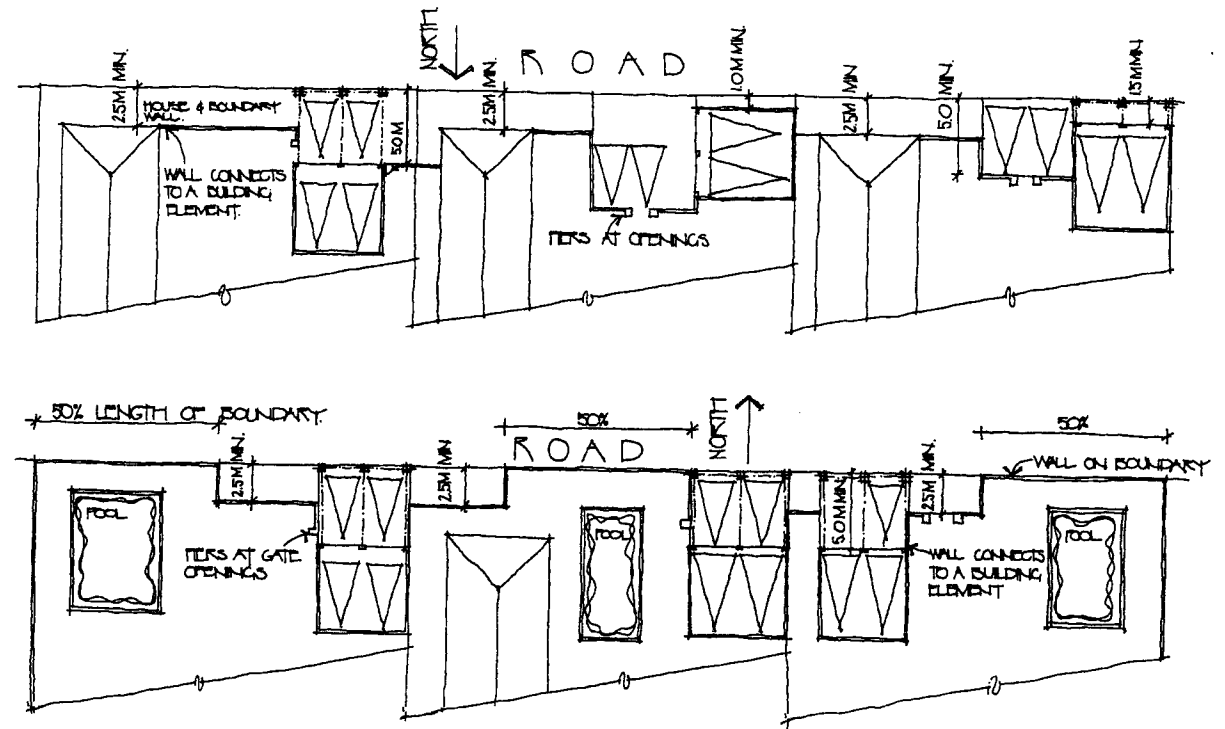 NORTH
ROAD
2.5M MIN.
HOUSE & BOUNDARY
WALL.
WALL CONNECTS
TO A BUILDING
ELEMENT.
5.0M
2.5M MIN.
PIERS AT OPENINGS
1.0M MIN.
2.5M MIN
5.0 MIN.
1.5M MIN.
50% LENGTH OF BOUNDARY.
2.5M MIN.
POOL
PIERS AT GATE
OPENINGS
2.5M MIN.
50%
ROAD
NORTH
POOL
5.0M MIN.
2.5M MIN.
50%
WALL ON BOUNDARY
WALL CONNECTS
TO A BUILDING
ELEMENT
POOL